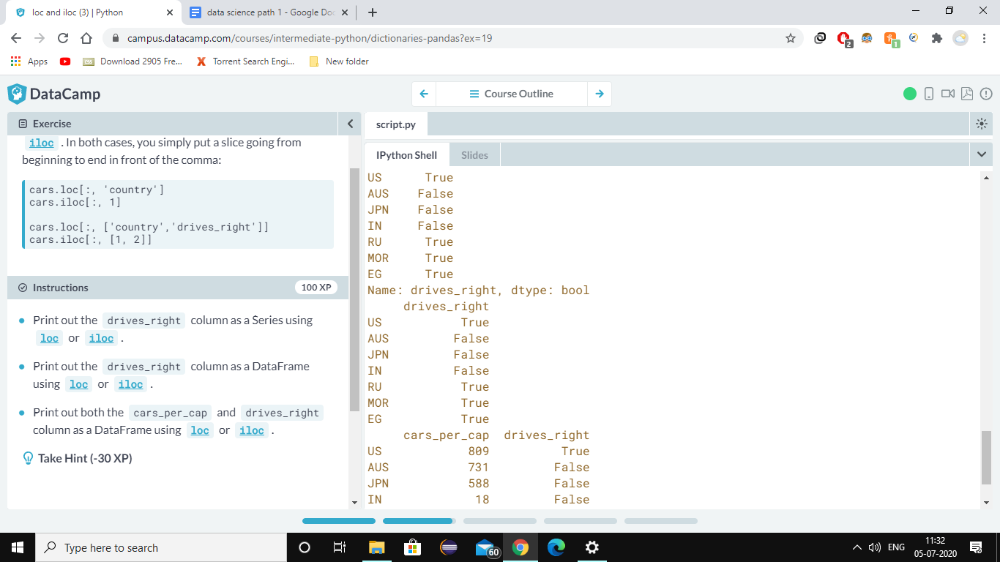 loc and iloc (3) | Python
data science path 1 - Google Doc
campus.datacamp.com/courses/intermediate-python/dictionaries-pandas?ex=19
2
1
Apps
Download 2905 Fre...
Torrent Search Engi...
New folder
DataCamp
Course Outline
Exercise
iloc . In both cases, you simply put a slice going from
beginning to end in front of the comma:
cars.loc[:, 'country']
cars.iloc[:, 1]
cars.loc[:, ['country','drives_right']]
cars.iloc[:, [1, 2]]
Instructions
100 XP
Print out the drives_right column as a Series using
loc or iloc .
Print out the drives_right column as a DataFrame
using loc or iloc .
Print out both the cars_per_cap and drives_right
column as a DataFrame using loc or iloc .
Take Hint (-30 XP)
script.py
IPython Shell
Slides
US True
AUS False
JPN False
IN False
RU True
MOR True
EG True
Name: drives_right, dtype: bool
drives_right
US True
AUS False
JPN False
IN False
RU True
MOR True
EG True
cars_per_cap drives_right
US 809 True
AUS 731 False
JPN 588 False
IN 18 False
Type here to search
60
ENG
11:32
05-07-2020